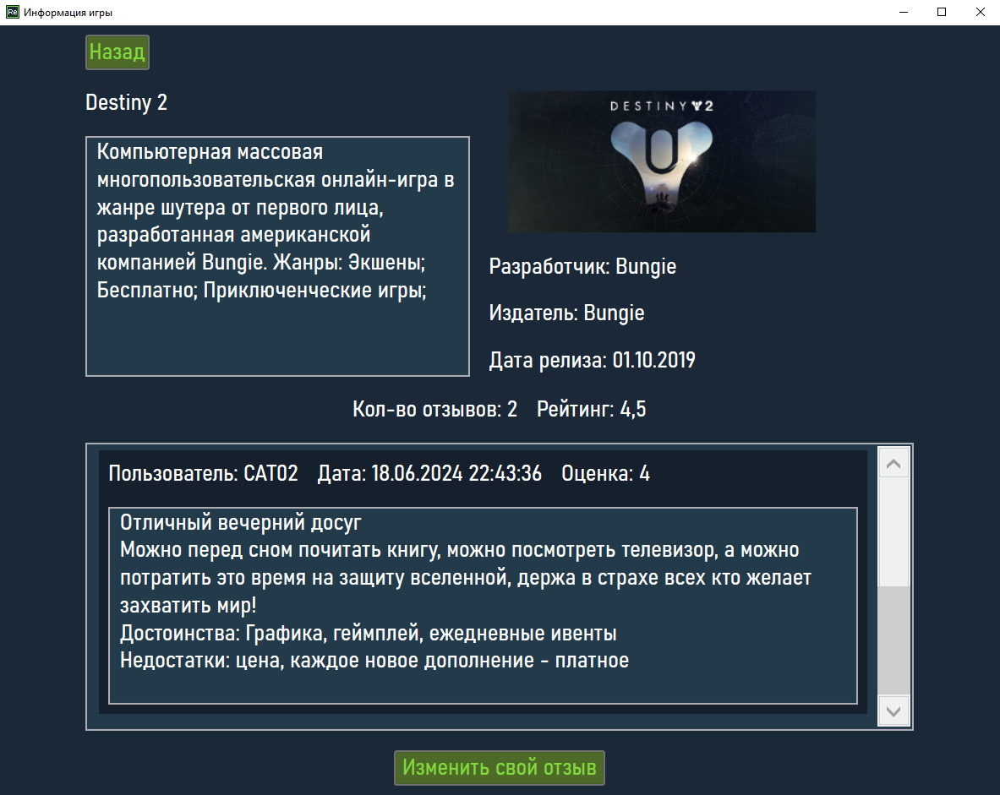 Re Информация игры
Назад
Destiny 2
DESTINY 2
Компьютерная массовая
многопользовательская онлайн-игра в
жанре шутера от первого лица,
разработанная американской
компанией Bungie. Жанры: Экшены;
Бесплатно; Приключенческие игры;
Разработчик: Bungie
Издатель: Bungie
Дата релиза: 01.10.2019
Кол-во отзывов: 2 Рейтинг: 4,5
Пользователь: CAT02 Дата: 18.06.2024 22:43:36 Оценка: 4
Отличный вечерний досуг
Можно перед сном почитать книгу, можно посмотреть телевизор, а можно
потратить это время на защиту вселенной, держа в страхе всех кто желает
захватить мир!
Достоинства: Графика, геймплей, ежедневные ивенты
Недостатки: цена, каждое новое дополнение - платное
Изменить свой отзыв